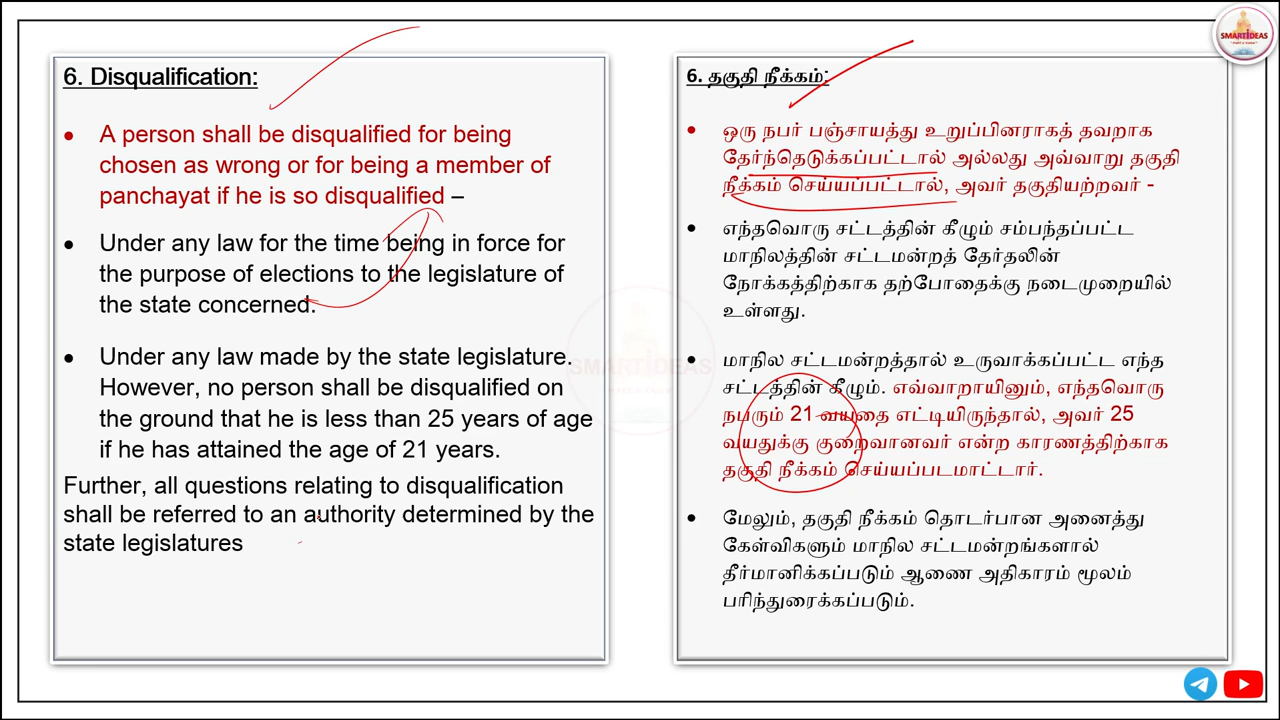 SMARTIDEAS
6. Disqualification:
A person shall be disqualified for being
chosen as wrong or for being a member of
panchayat if he is so disqualified –
Under any law for the time being in force for
the purpose of elections to the legislature of
the state concerned.
Under any law made by the state legislature.
However, no person shall be disqualified on
the ground that he is less than 25 years of age
if he has attained the age of 21 years.
Further, all questions relating to disqualification
shall be referred to an authority determined by the
state legislatures
6. தகுதி நீக்கம்:
ஒரு நபர் பஞ்சாயத்து உறுப்பினராகத் தவறாக
தேர்ந்தெடுக்கப்பட்டால் அல்லது அவ்வாறு தகுதி
நீக்கம் செய்யப்பட்டால், அவர் தகுதியற்றவர் -
எந்தவொரு சட்டத்தின் கீழும் சம்பந்தப்பட்ட
மாநிலத்தின் சட்டமன்றத் தேர்தலின்
நோக்கத்திற்காக தற்போதைக்கு நடைமுறையில்
உள்ளது.
மாநில சட்டமன்றத்தால் உருவாக்கப்பட்ட எந்த
சட்டத்தின் கீழும். எவ்வாறாயினும், எந்தவொரு
நபரும் 21 வயதை எட்டியிருந்தால், அவர் 25
வயதுக்கு குறைவானவர் என்ற காரணத்திற்காக
தகுதி நீக்கம் செய்யப்படமாட்டார்.
மேலும், தகுதி நீக்கம் தொடர்பான அனைத்து
கேள்விகளும் மாநில சட்டமன்றங்களால்
தீர்மானிக்கப்படும் ஆணை அதிகாரம் மூலம்
பரிந்துரைக்கப்படும்.
SMARTIDEAS